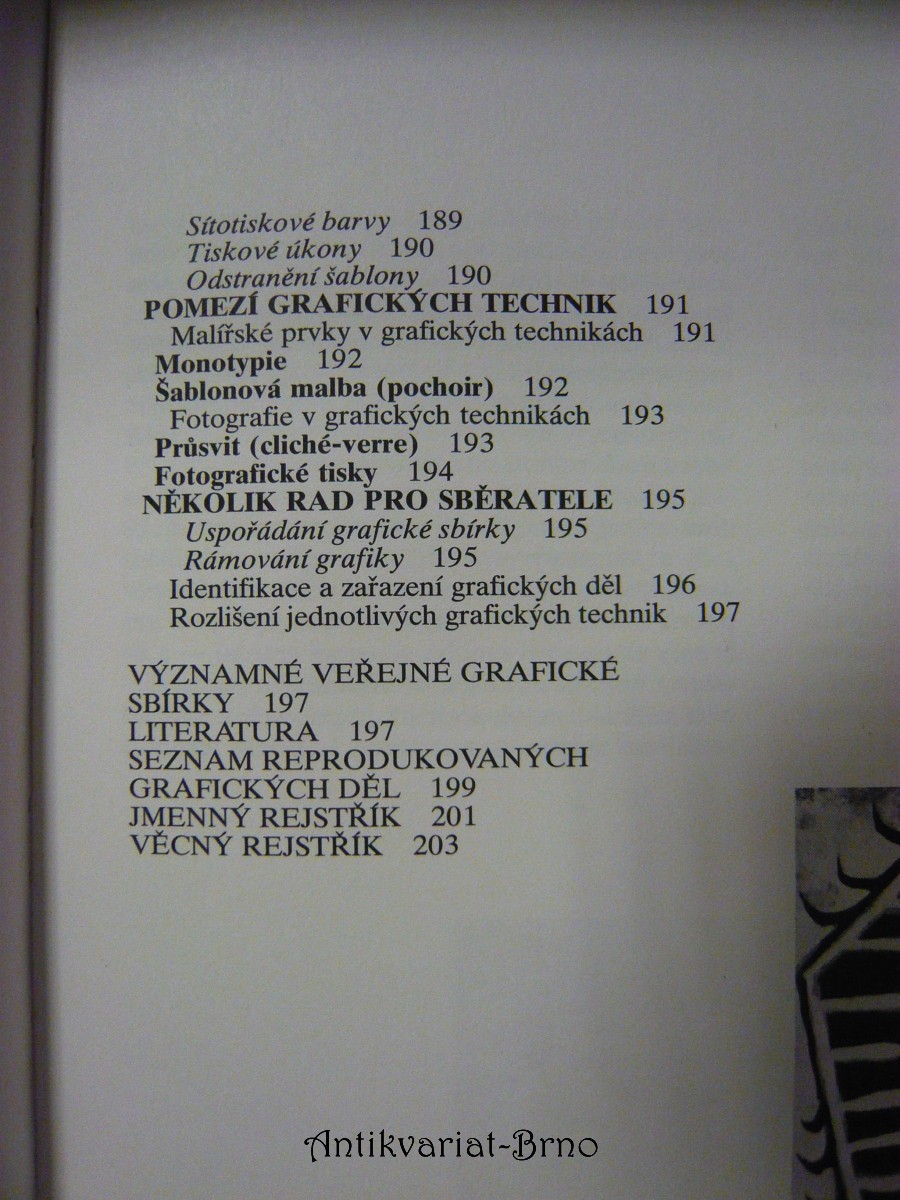 Sítotiskové barvy 189
Tiskové úkony 190
Odstranění šablony 190
POMEZÍ GRAFICKÝCH TECHNIK 191
Malířské prvky v grafických technikách 191
Monotypie 192
Šablonová malba (pochoir) 192
Fotografie v grafických technikách 193
Průsvit (cliché-verre) 193
Fotografické tisky 194
NĚKOLIK RAD PRO SBĚRATELE 195
Uspořádání grafické sbírky 195
Rámování grafiky 195
Identifikace a zařazení grafických děl 196
Rozlišení jednotlivých grafických technik 197
VÝZNAMNÉ VEŘEJNÉ GRAFICKÉ
SBÍRKY 197
LITERATURA 197
SEZNAM REPRODUKOVANÝCH
GRAFICKÝCH DĚL 199
JMENNÝ REJSTŘÍK 201
VĚCNÝ REJSTŘÍK 203
Antikvariat-Brno